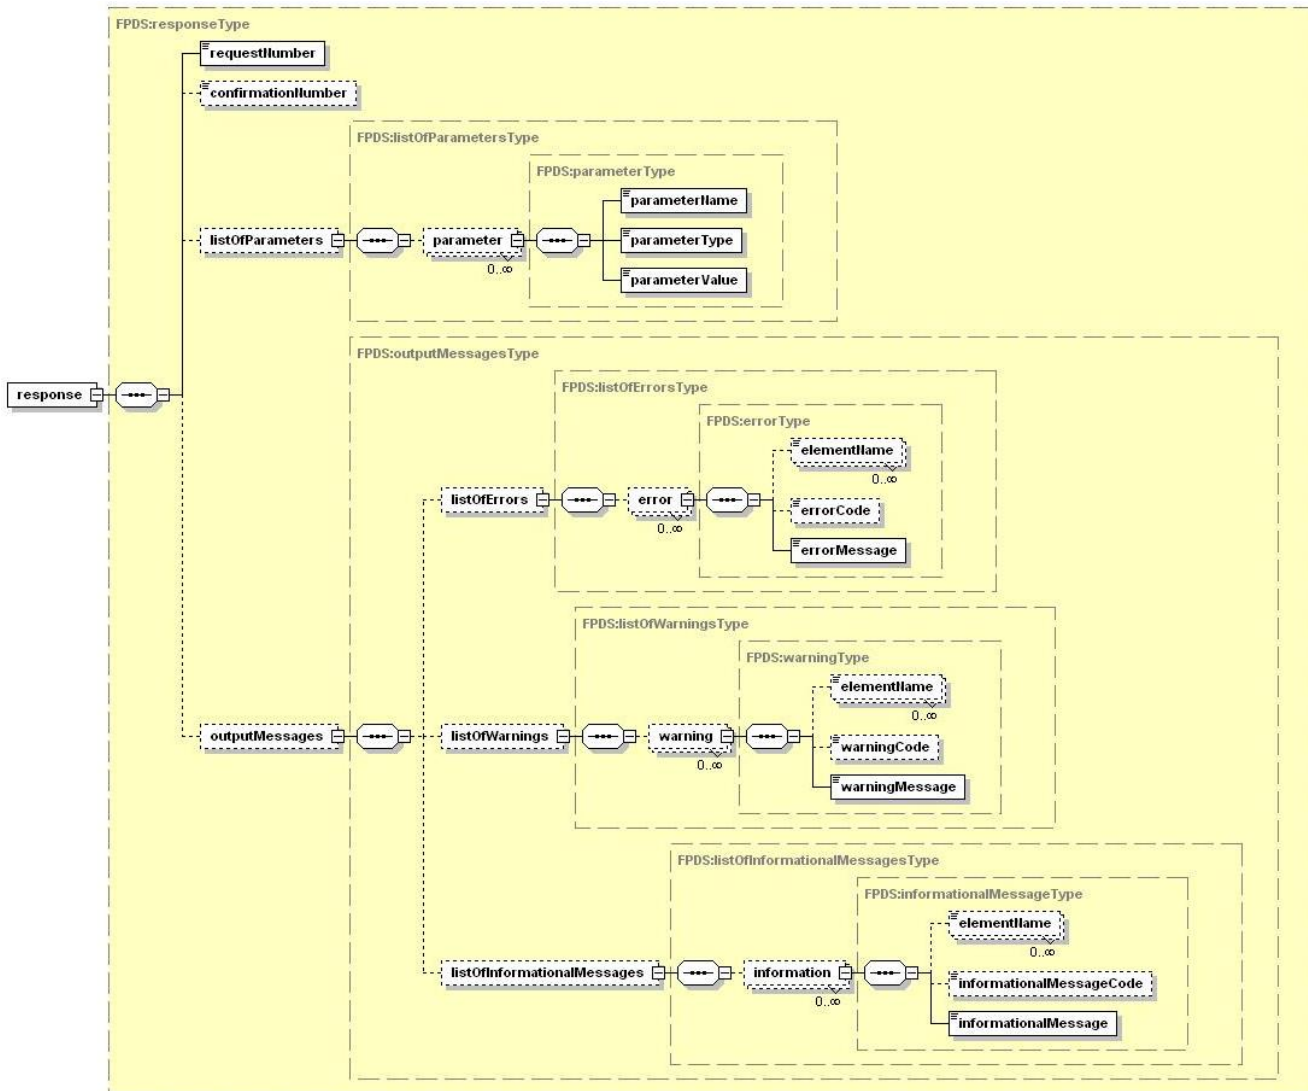 FPDS:responseType
requestNumber
confirmationNumber
FPDS:listOfParametersType
FPDS:parameterType
parameterName
listOfParameters
parameter
parameterType
0..∞
parameterValue
FPDS:outputMessagesType
response
FPDS:listOfErrorsType
FPDS:errorType
elementName
0..∞
listOfErrors
error
errorCode
0..∞
errorMessage
FPDS:listOfWarningsType
FPDS:warningType
elementName
0..∞
outputMessages
listOfWarnings
warning
warningCode
0..∞
warningMessage
FPDS:listOfInformationalMessagesType
FPDS:informationalMessageType
elementName
0..∞
listOfInformationalMessages
information
informationalMessageCode
0..∞
informationalMessage